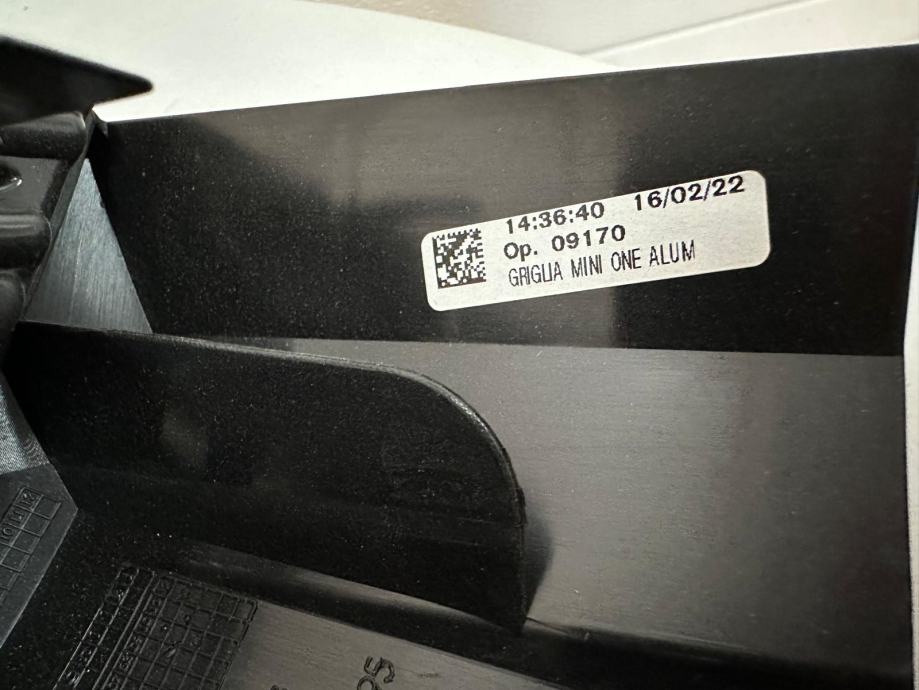 14:36:40 16/02/22
Op. 09170
GRIGLIA MINI ONE ALUM